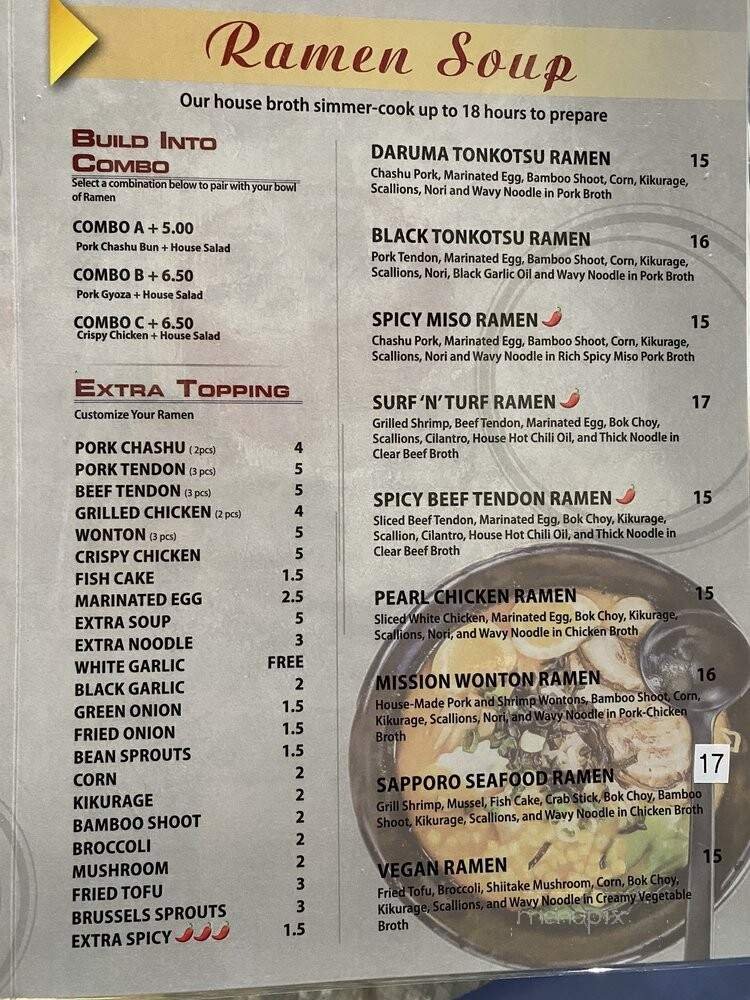 Ramen Soup
Our house broth simmer-cook up to 18 hours to prepare
BUILD INTO
COMBO
Select a combination below to pair with your bowl
of Ramen
COMBO A + 5.00
Pork Chashu Bun + House Salad
COMBO B + 6.50
Pork Gyoza + House Salad
COMBO C + 6.50
Crispy Chicken + House Salad
EXTRA TOPPING
Customize Your Ramen
PORK CHASHU (2pcs) 4
PORK TENDON (3 pcs) 5
BEEF TENDON (3 pcs) 5
GRILLED CHICKEN (2 pcs) 4
WONTON (3 pcs) 5
CRISPY CHICKEN 5
FISH CAKE 1.5
MARINATED EGG 2.5
EXTRA SOUP 5
EXTRA NOODLE 3
WHITE GARLIC FREE
BLACK GARLIC 2
GREEN ONION 1.5
FRIED ONION 1.5
BEAN SPROUTS 1.5
CORN 2
KIKURAGE 2
BAMBOO SHOOT 2
BROCCOLI 2
MUSHROOM 2
FRIED TOFU 3
BRUSSELS SPROUTS 3
EXTRA SPICY 1.5
DARUMA TONKOTSU RAMEN 15
Chashu Pork, Marinated Egg, Bamboo Shoot, Corn, Kikurage,
Scallions, Nori and Wavy Noodle in Pork Broth
BLACK TONKOTSU RAMEN 16
Pork Tendon, Marinated Egg, Bamboo Shoot, Corn, Kikurage,
Scallions, Nori, Black Garlic Oil and Wavy Noodle in Pork Broth
SPICY MISO RAMEN 15
Chashu Pork, Marinated Egg, Bamboo Shoot, Corn, Kikurage,
Scallions, Nori and Wavy Noodle in Rich Spicy Miso Pork Broth
SURF 'N' TURF RAMEN 17
Grilled Shrimp, Beef Tendon, Marinated Egg, Bok Choy,
Scallions, Cilantro, House Hot Chili Oil, and Thick Noodle in
Clear Beef Broth
SPICY BEEF TENDON RAMEN 15
Sliced Beef Tendon, Marinated Egg, Bok Choy, Kikurage,
Scallion, Cilantro, House Hot Chili Oil, and Thick Noodle in
Clear Beef Broth
PEARL CHICKEN RAMEN 15
Sliced White Chicken, Marinated Egg, Bok Choy, Kikurage,
Scallions, Nori, and Wavy Noodle in Chicken Broth
MISSION WONTON RAMEN 16
House-Made Pork and Shrimp Wontons, Bamboo Shoot, Corn,
Kikurage, Scallions, Nori, and Wavy Noodle in Pork-Chicken
Broth
SAPPORO SEAFOOD RAMEN 17
Grill Shrimp, Mussel, Fish Cake, Crab Stick, Bok Choy, Bamboo
Shoot, Kikurage, Scallions, and Wavy Noodle in Chicken Broth
VEGAN RAMEN 15
Fried Tofu, Broccoli, Shiitake Mushroom, Corn, Bok Choy,
Kikurage, Scallions, and Wavy Noodle in Creamy Vegetable
Broth
menupix